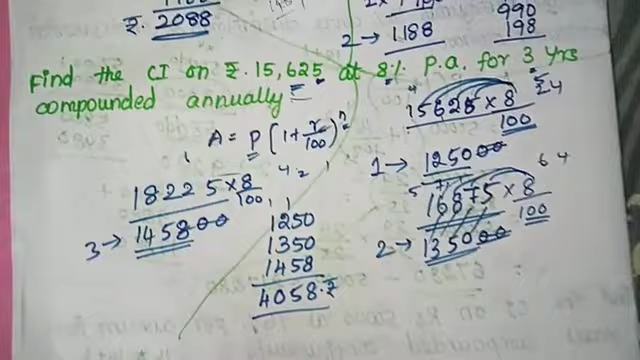 ₹. 2088
2 → 1188
990
198
Find the CI on ₹. 15,625 at 8% p.a. for 3 yrs
compounded annually
A = P [1 + r/100]^n
15625 × 8
100
1 → 125000
16875 × 8
100
2 → 135000
18225 × 8
100
3 → 145800
1250
1350
1458
4058.₹